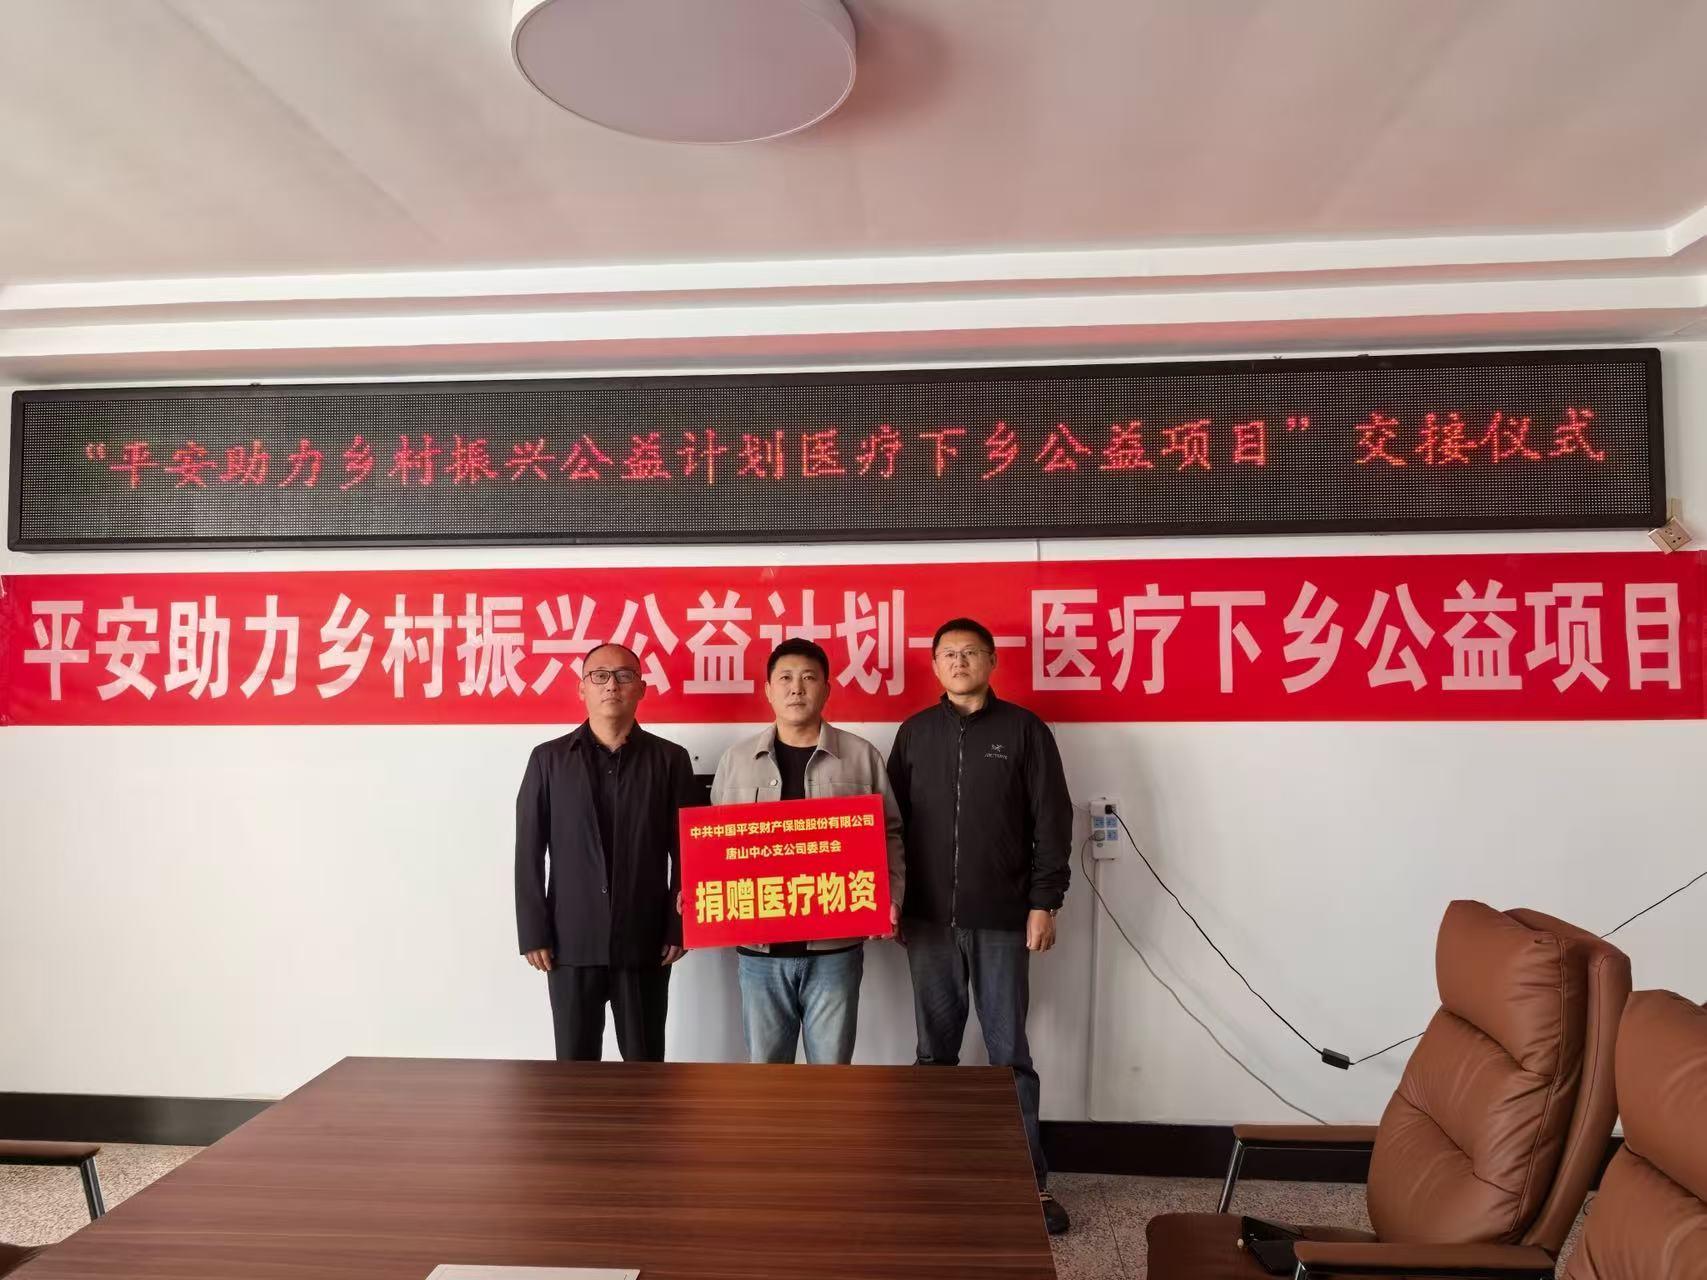 “平安助力乡村振兴公益计划医疗下乡公益项目”交接仪式
平安助力乡村振兴公益计划——医疗下乡公益项目
中共中国平安财产保险股份有限公司
唐山中心支公司委员会
捐赠医疗物资